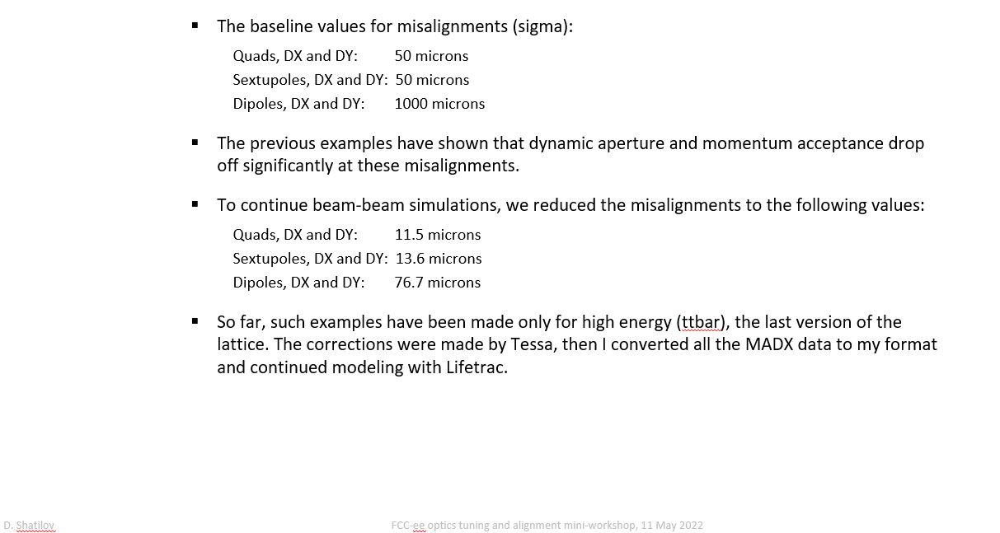 ▪ The baseline values for misalignments (sigma):
Quads, DX and DY: 50 microns
Sextupoles, DX and DY: 50 microns
Dipoles, DX and DY: 1000 microns
▪ The previous examples have shown that dynamic aperture and momentum acceptance drop
off significantly at these misalignments.
▪ To continue beam-beam simulations, we reduced the misalignments to the following values:
Quads, DX and DY: 11.5 microns
Sextupoles, DX and DY: 13.6 microns
Dipoles, DX and DY: 76.7 microns
▪ So far, such examples have been made only for high energy (ttbar), the last version of the
lattice. The corrections were made by Tessa, then I converted all the MADX data to my format
and continued modeling with Lifetrac.
D. Shatilov FCC-ee optics tuning and alignment mini-workshop, 11 May 2022